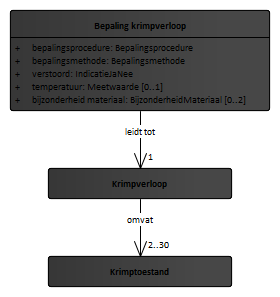 Bepaling krimpverloop
+ bepalingsprocedure: Bepalingsprocedure
+ bepalingsmethode: Bepalingsmethode
+ verstoord: IndicatieJaNee
+ temperatuur: Meetwaarde [0..1]
+ bijzonderheid materiaal: BijzonderheidMateriaal [0..2]
leidt tot
1
Krimpverloop
omvat
2..30
Krimptoestand